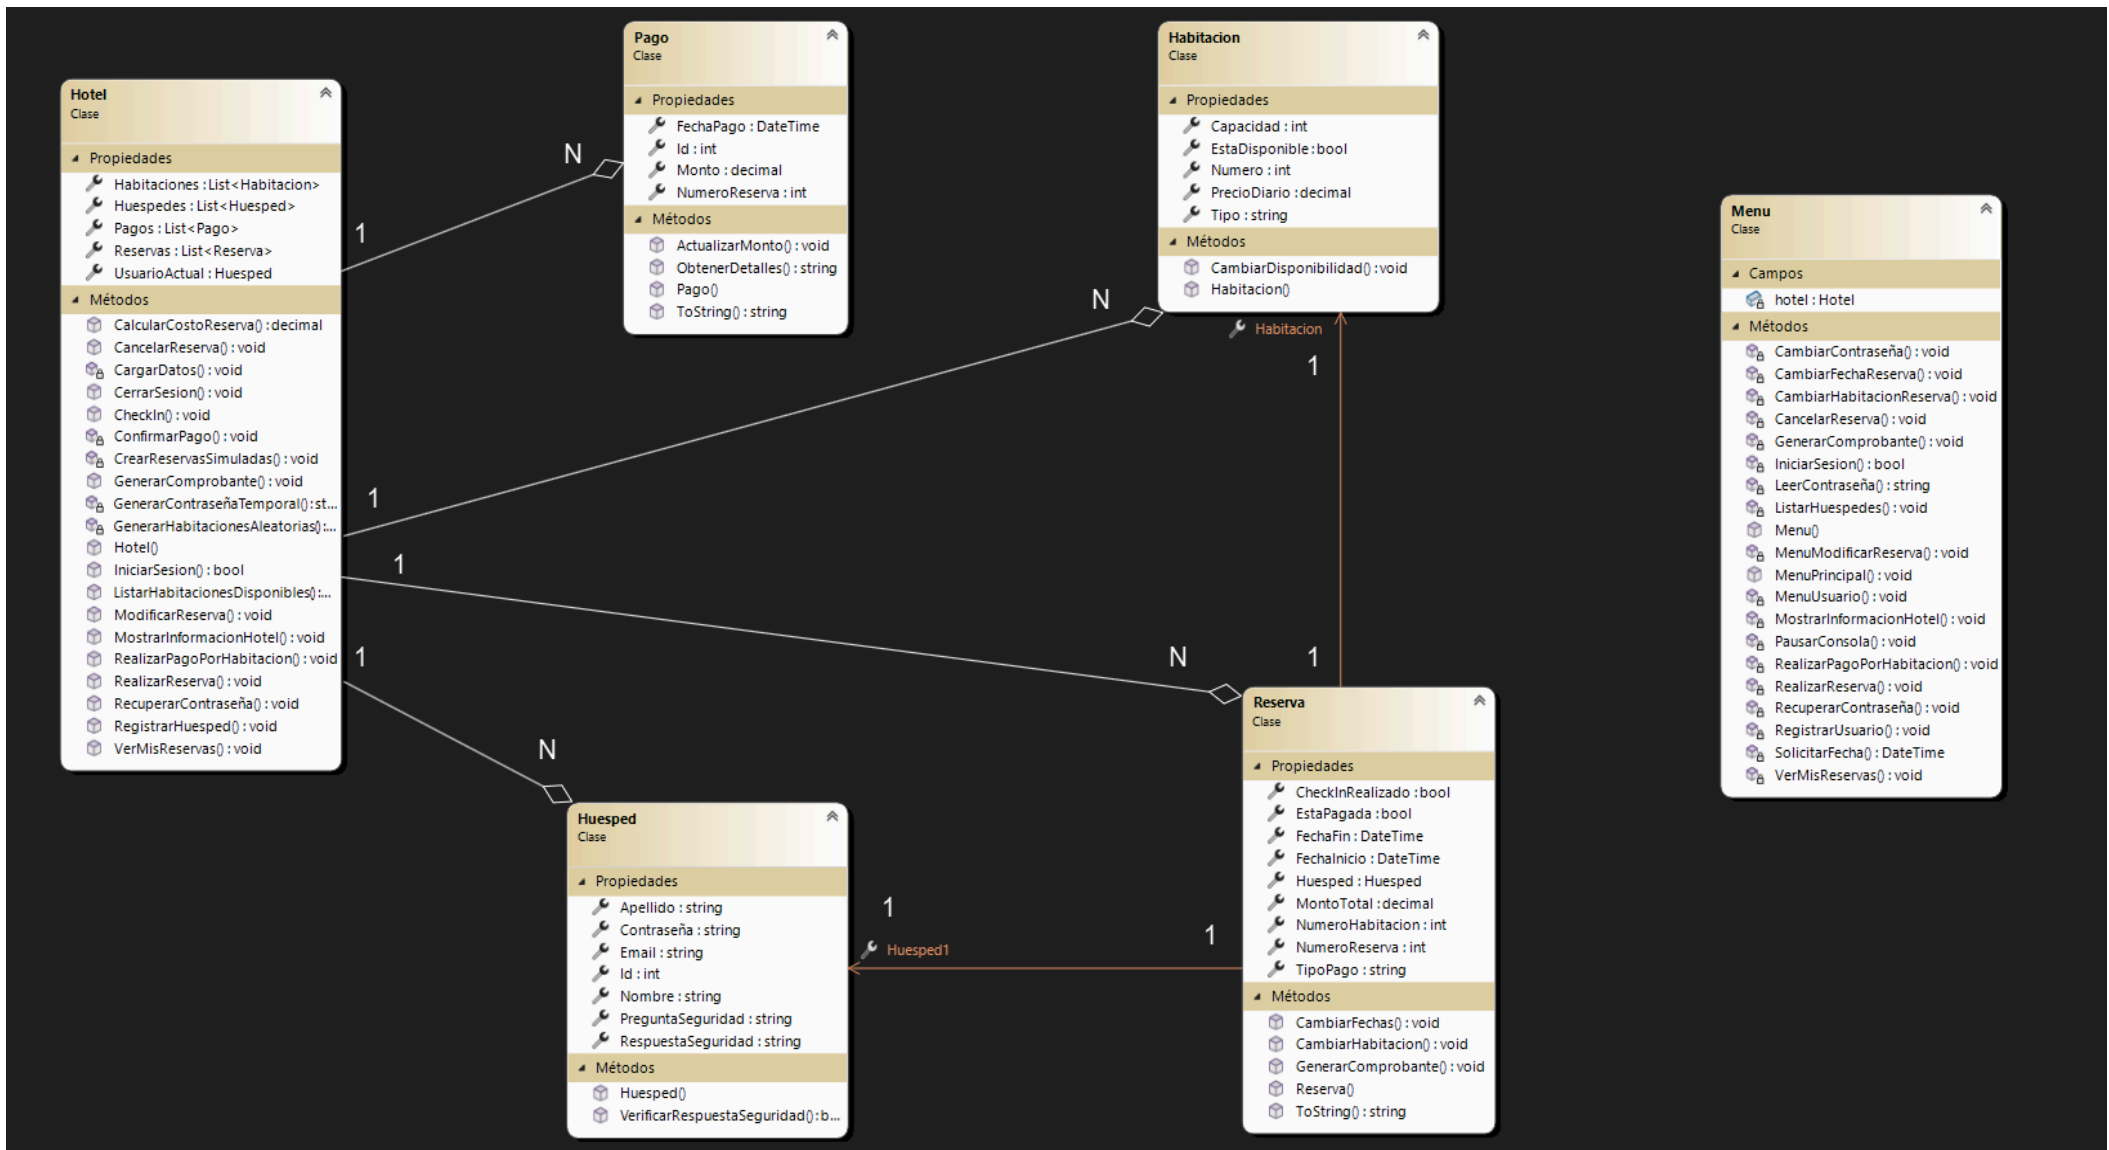 Hotel
Clase
Propiedades
Habitaciones : List<Habitacion>
Huespedes : List<Huesped>
Pagos : List<Pago>
Reservas : List<Reserva>
UsuarioActual : Huesped
Métodos
CalcularCostoReserva() : decimal
CancelarReserva() : void
CargarDatos() : void
CerrarSesion() : void
CheckIn() : void
ConfirmarPago() : void
CrearReservasSimuladas() : void
GenerarComprobante() : void
GenerarContraseñaTemporal() : st...
GenerarHabitacionesAleatorias() :...
Hotel()
IniciarSesion() : bool
ListarHabitacionesDisponibles() :...
ModificarReserva() : void
MostrarInformacionHotel() : void
RealizarPagoPorHabitacion() : void
RealizarReserva() : void
RecuperarContraseña() : void
RegistrarHuesped() : void
VerMisReservas() : void
1
N
1
N
1
N
1
N
Pago
Clase
Propiedades
FechaPago : DateTime
Id : int
Monto : decimal
NumeroReserva : int
Métodos
ActualizarMonto() : void
ObtenerDetalles() : string
Pago()
ToString() : string
Habitacion
Clase
Propiedades
Capacidad : int
EstaDisponible : bool
Numero : int
PrecioDiario : decimal
Tipo : string
Métodos
CambiarDisponibilidad() : void
Habitacion()
Habitacion
1
1
Huesped
Clase
Propiedades
Apellido : string
Contraseña : string
Email : string
Id : int
Nombre : string
PreguntaSeguridad : string
RespuestaSeguridad : string
Métodos
Huesped()
VerificarRespuestaSeguridad() : b...
1
Huesped1
1
Reserva
Clase
Propiedades
CheckInRealizado : bool
EstaPagada : bool
FechaFin : DateTime
FechaInicio : DateTime
Huesped : Huesped
MontoTotal : decimal
NumeroHabitacion : int
NumeroReserva : int
TipoPago : string
Métodos
CambiarFechas() : void
CambiarHabitacion() : void
GenerarComprobante() : void
Reserva()
ToString() : string
Menu
Clase
Campos
hotel : Hotel
Métodos
CambiarContraseña() : void
CambiarFechaReserva() : void
CambiarHabitacionReserva() : void
CancelarReserva() : void
GenerarComprobante() : void
IniciarSesion() : bool
LeerContraseña() : string
ListarHuespedes() : void
Menu()
MenuModificarReserva() : void
MenuPrincipal() : void
MenuUsuario() : void
MostrarInformacionHotel() : void
PausarConsola() : void
RealizarPagoPorHabitacion() : void
RealizarReserva() : void
RecuperarContraseña() : void
RegistrarUsuario() : void
SolicitarFecha() : DateTime
VerMisReservas() : void